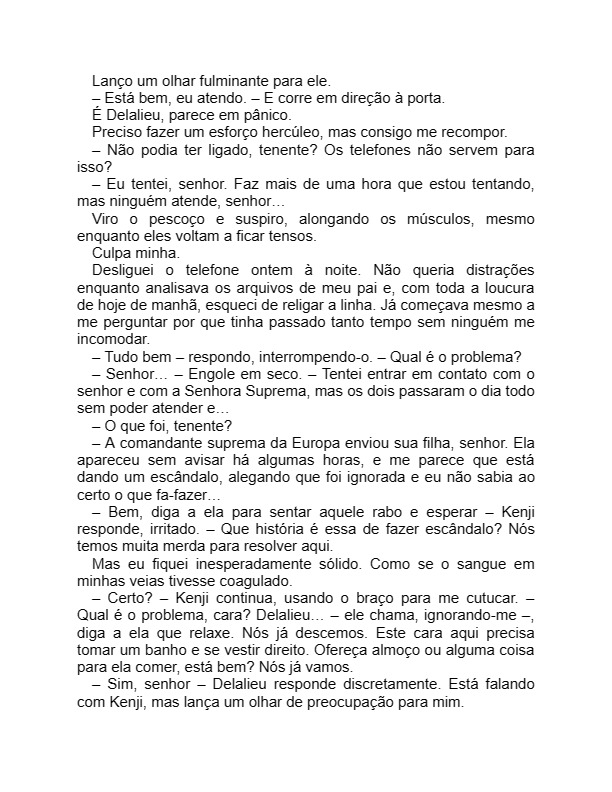 Lanço um olhar fulminante para ele.
– Está bem, eu atendo. – E corre em direção à porta.
É Delalieu, parece em pânico.
Preciso fazer um esforço hercúleo, mas consigo me recompor.
– Não podia ter ligado, tenente? Os telefones não servem para
isso?
– Eu tentei, senhor. Faz mais de uma hora que estou tentando,
mas ninguém atende, senhor…
Viro o pescoço e suspiro, alongando os músculos, mesmo
enquanto eles voltam a ficar tensos.
Culpa minha.
Desliguei o telefone ontem à noite. Não queria distrações
enquanto analisava os arquivos de meu pai e, com toda a loucura
de hoje de manhã, esqueci de religar a linha. Já começava mesmo a
me perguntar por que tinha passado tanto tempo sem ninguém me
incomodar.
– Tudo bem – respondo, interrompendo-o. – Qual é o problema?
– Senhor… – Engole em seco. – Tentei entrar em contato com o
senhor e com a Senhora Suprema, mas os dois passaram o dia todo
sem poder atender e…
– O que foi, tenente?
– A comandante suprema da Europa enviou sua filha, senhor. Ela
apareceu sem avisar há algumas horas, e me parece que está
dando um escândalo, alegando que foi ignorada e eu não sabia ao
certo o que fa-fazer…
– Bem, diga a ela para sentar aquele rabo e esperar – Kenji
responde, irritado. – Que história é essa de fazer escândalo? Nós
temos muita merda para resolver aqui.
Mas eu fiquei inesperadamente sólido. Como se o sangue em
minhas veias tivesse coagulado.
– Certo? – Kenji continua, usando o braço para me cutucar. –
Qual é o problema, cara? Delalieu… – ele chama, ignorando-me –,
diga a ela que relaxe. Nós já descemos. Este cara aqui precisa
tomar um banho e se vestir direito. Ofereça almoço ou alguma coisa
para ela comer, está bem? Nós já vamos.
– Sim, senhor – Delalieu responde discretamente. Está falando
com Kenji, mas lança um olhar de preocupação para mim.